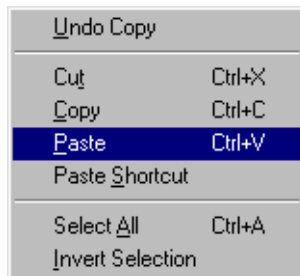 Undo Copy
Cut Ctrl+X
Copy Ctrl+C
Paste Ctrl+V
Paste Shortcut
Select All Ctrl+A
Invert Selection